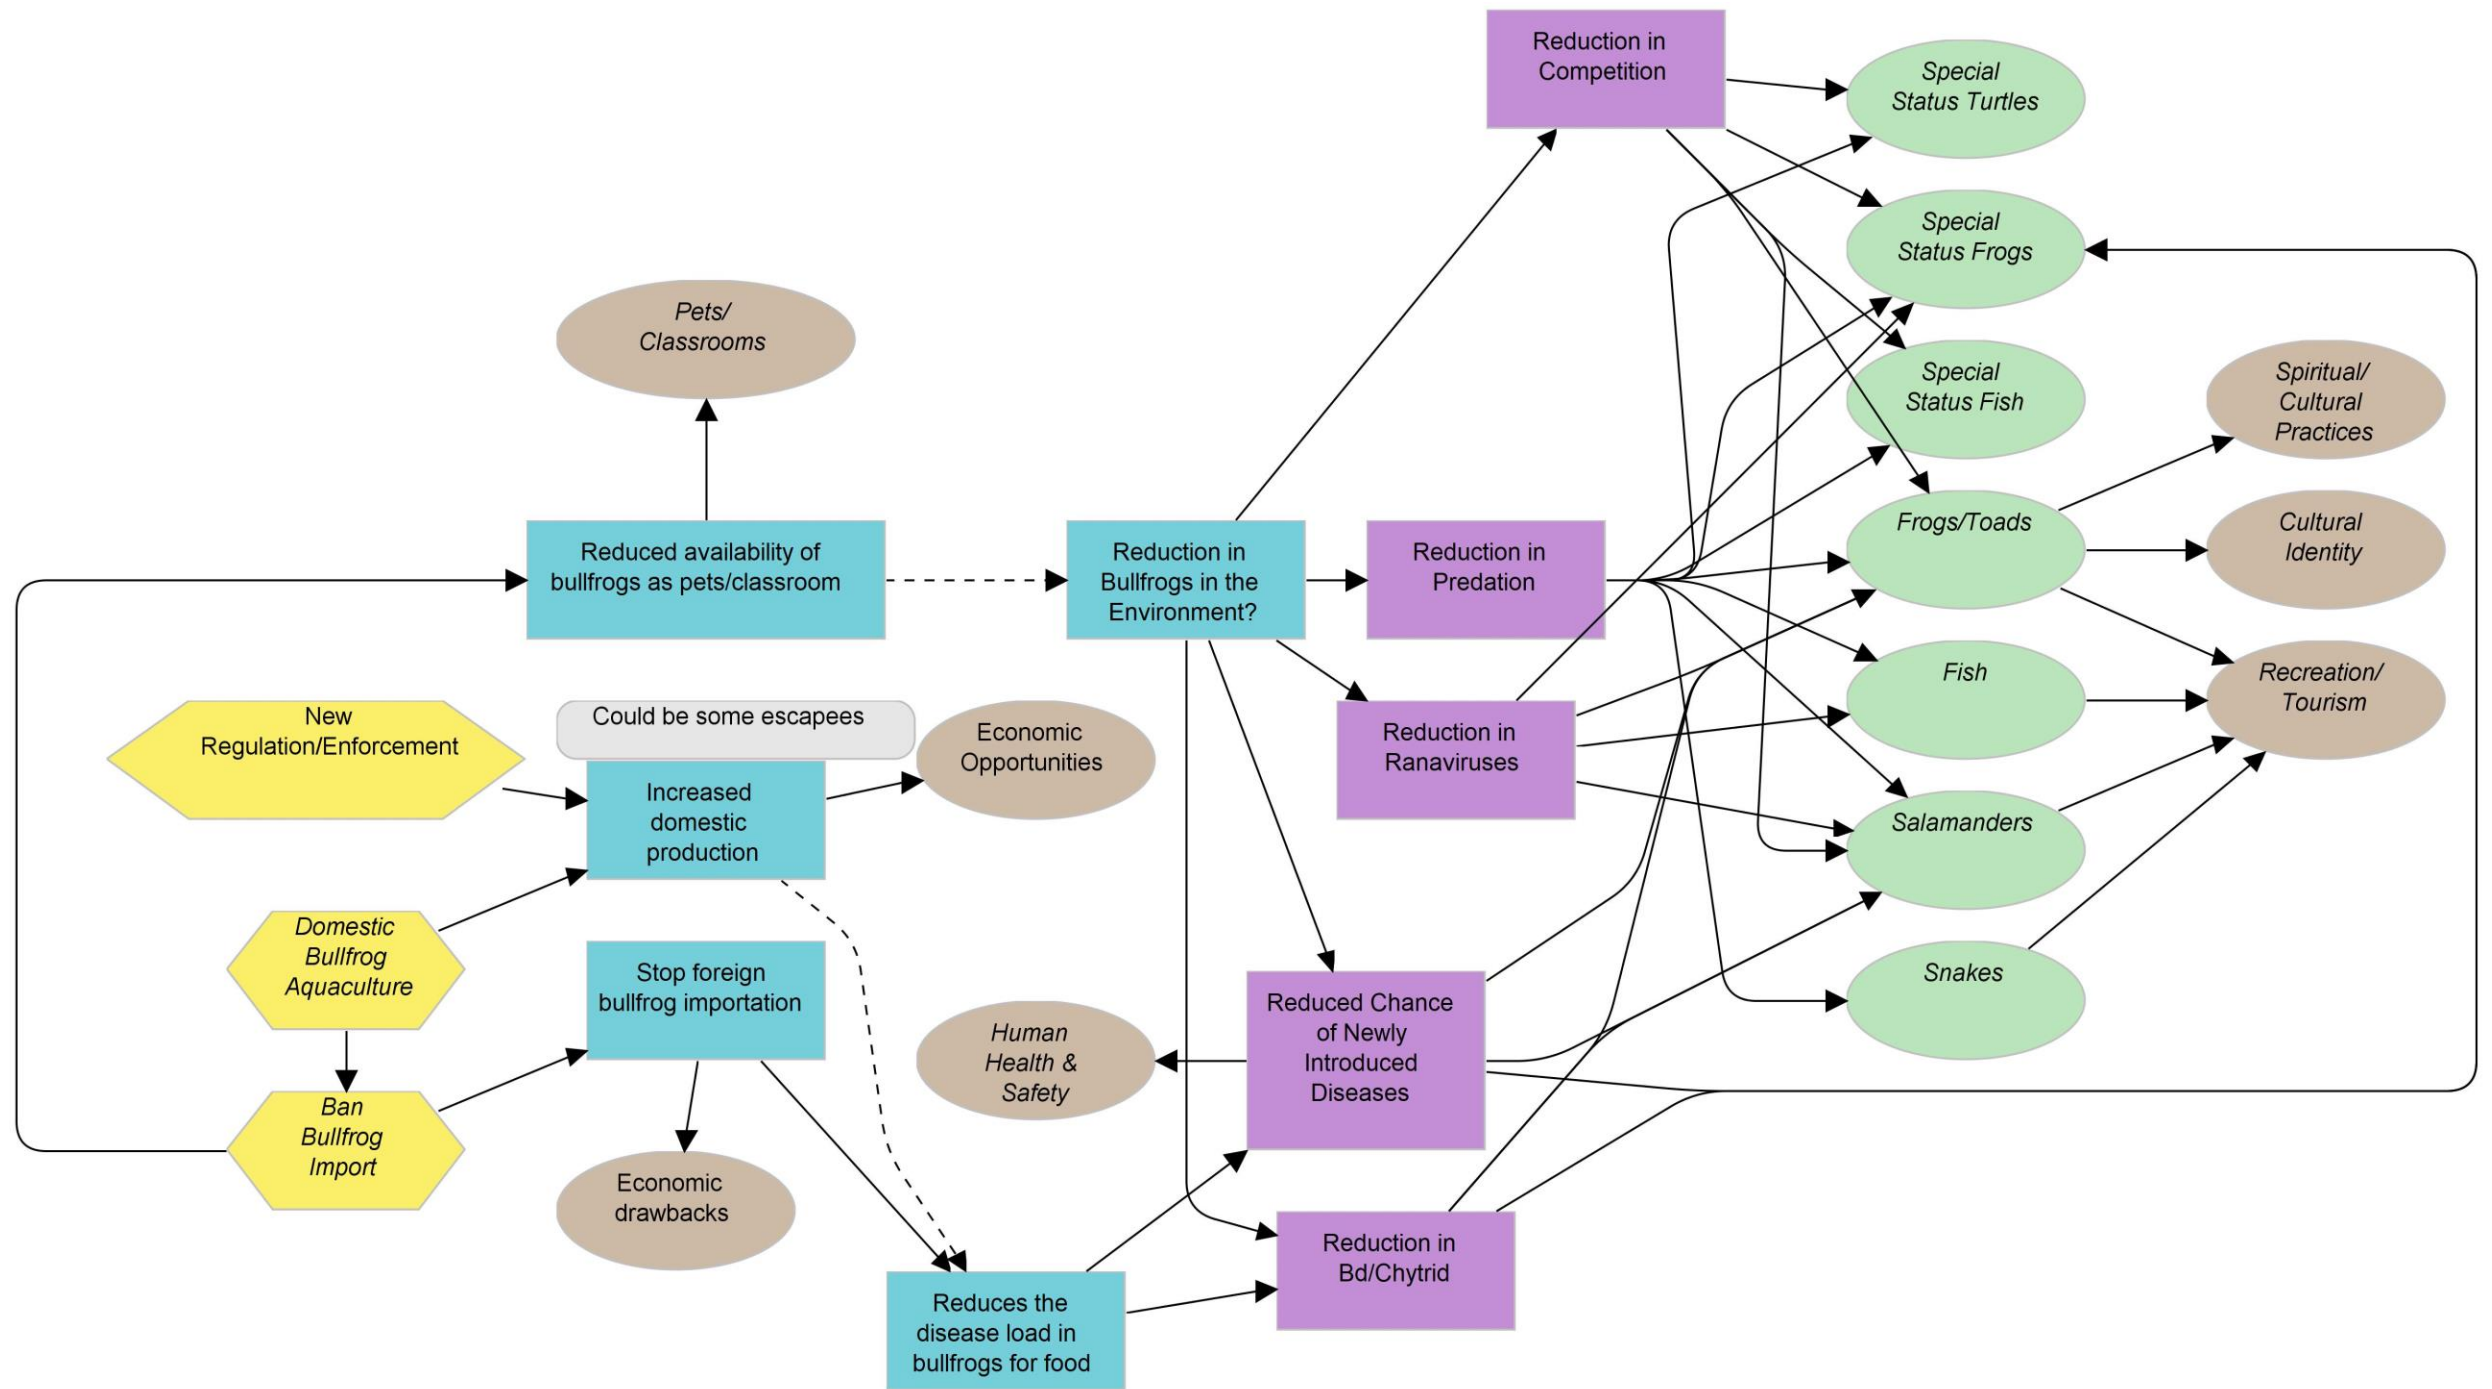 Reduction in
Competition
Special
Status Turtles
Special
Status Frogs
Pets/
Classrooms
Special
Status Fish
Spiritual/
Cultural
Practices
Reduced availability of
bullfrogs as pets/classroom
Reduction in
Bullfrogs in the
Environment?
Reduction in
Predation
Frogs/Toads
Cultural
Identity
New
Regulation/Enforcement
Could be some escapees
Economic
Opportunities
Reduction in
Ranaviruses
Fish
Recreation/
Tourism
Increased
domestic
production
Salamanders
Domestic
Bullfrog
Aquaculture
Stop foreign
bullfrog importation
Human
Health &
Safety
Reduced Chance
of Newly
Introduced
Diseases
Snakes
Ban
Bullfrog
Import
Economic
drawbacks
Reduction in
Bd/Chytrid
Reduces the
disease load in
bullfrogs for food